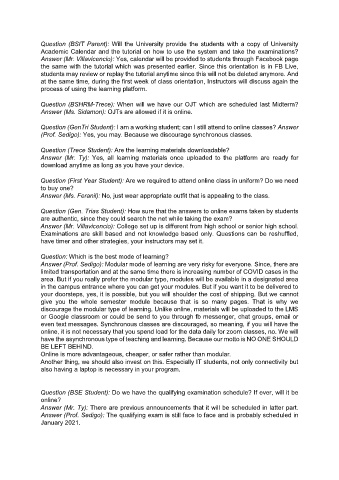 Question (BSIT Parent): Will the University provide the students with a copy of University
Academic Calendar and the tutorial on how to use the system and take the examinations?
Answer (Mr. Villavicencio): Yes, calendar will be provided to students through Facebook page
the same with the tutorial which was presented earlier. Since this orientation is in FB Live,
students may review or replay the tutorial anytime since this will not be deleted anymore. And
at the same time, during the first week of class orientation, Instructors will discuss again the
process of using the learning platform.
Question (BSHRM-Trece): When will we have our OJT which are scheduled last Midterm?
Answer (Ms. Sidamon): OJTs are allowed if it is online.
Question (GenTri Student): I am a working student; can I still attend to online classes? Answer
(Prof. Sedigo): Yes, you may. Because we discourage synchronous classes.
Question (Trece Student): Are the learning materials downloadable?
Answer (Mr. Ty): Yes, all learning materials once uploaded to the platform are ready for
download anytime as long as you have your device.
Question (First Year Student): Are we required to attend online class in uniform? Do we need
to buy one?
Answer (Ms. Feranil): No, just wear appropriate outfit that is appealing to the class.
Question (Gen. Trias Student): How sure that the answers to online exams taken by students
are authentic, since they could search the net while taking the exam?
Answer (Mr. Villavicencio): College set up is different from high school or senior high school.
Examinations are skill based and not knowledge based only. Questions can be reshuffled,
have timer and other strategies, your instructors may set it.
Question: Which is the best mode of learning?
Answer (Prof. Sedigo): Modular mode of learning are very risky for everyone. Since, there are
limited transportation and at the same time there is increasing number of COVID cases in the
area. But if you really prefer the modular type, modules will be available in a designated area
in the campus entrance where you can get your modules. But if you want it to be delivered to
your doorsteps, yes, it is possible, but you will shoulder the cost of shipping. But we cannot
give you the whole semester module because that is so many pages. That is why we
discourage the modular type of learning. Unlike online, materials will be uploaded to the LMS
or Google classroom or could be send to you through fb messenger, chat groups, email or
even text messages. Synchronous classes are discouraged, so meaning, if you will have the
online, it is not necessary that you spend load for the data daily for zoom classes, no. We will
have the asynchronous type of teaching and learning. Because our motto is NO ONE SHOULD
BE LEFT BEHIND.
Online is more advantageous, cheaper, or safer rather than modular.
Another thing, we should also invest on this. Especially IT students, not only connectivity but
also having a laptop is necessary in your program.
Question (BSE Student): Do we have the qualifying examination schedule? If ever, will it be
online?
Answer (Mr. Ty): There are previous announcements that it will be scheduled in latter part.
Answer (Prof. Sedigo): The qualifying exam is still face to face and is probably scheduled in
January 2021.